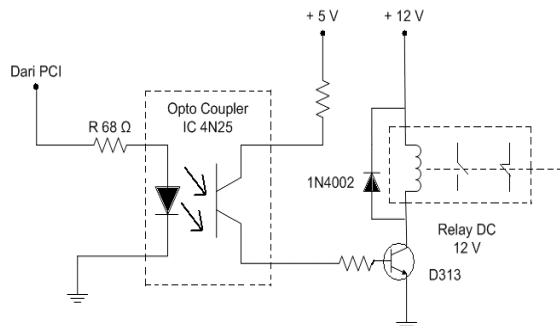 + 5 V
+ 12 V
Dari PCI
R 68 Ω
Opto Coupler
IC 4N25
1N4002
Relay DC
12 V
D313